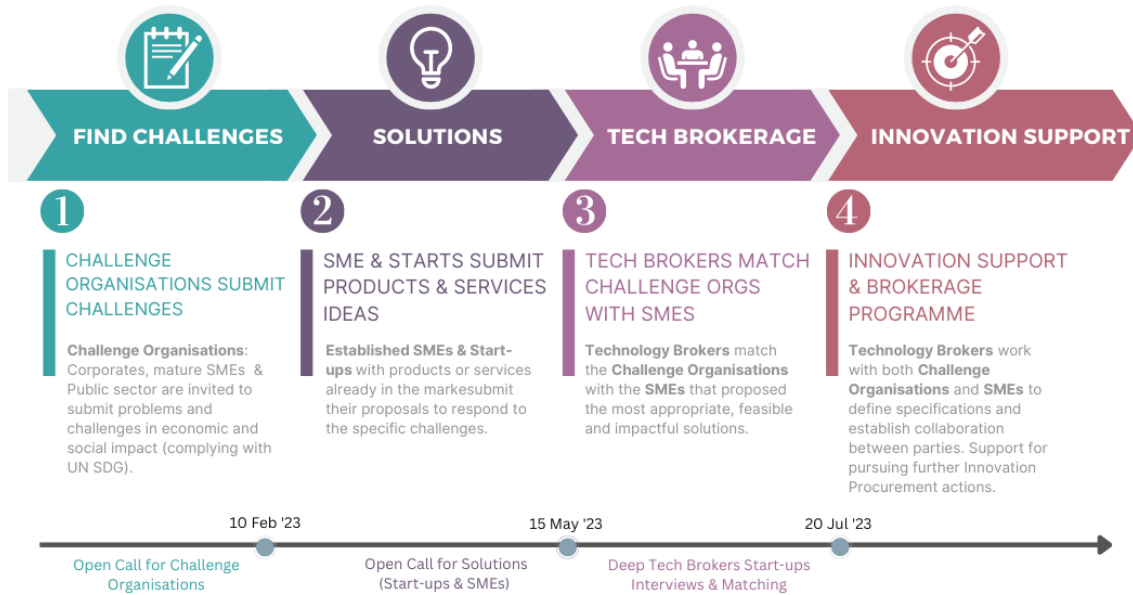 FIND CHALLENGES
SOLUTIONS
TECH BROKERAGE
INNOVATION SUPPORT
1
CHALLENGE
ORGANISATIONS SUBMIT
CHALLENGES
Challenge Organisations:
Corporates, mature SMEs &
Public sector are invited to
submit problems and
challenges in economic and
social impact (complying with
UN SDG).
2
SME & STARTS SUBMIT
PRODUCTS & SERVICES
IDEAS
Established SMEs & Start-
ups with products or services
already in the markesubmit
their proposals to respond to
the specific challenges.
3
TECH BROKERS MATCH
CHALLENGE ORGS
WITH SMES
Technology Brokers match
the Challenge Organisations
with the SMEs that proposed
the most appropriate, feasible
and impactful solutions.
4
INNOVATION SUPPORT
& BROKERAGE
PROGRAMME
Technology Brokers work
with both Challenge
Organisations and SMEs to
define specifications and
establish collaboration
between parties. Support for
pursuing further Innovation
Procurement actions.
10 Feb '23
15 May '23
20 Jul '23
Open Call for Challenge
Organisations
Open Call for Solutions
(Start-ups & SMEs)
Deep Tech Brokers Start-ups
Interviews & Matching